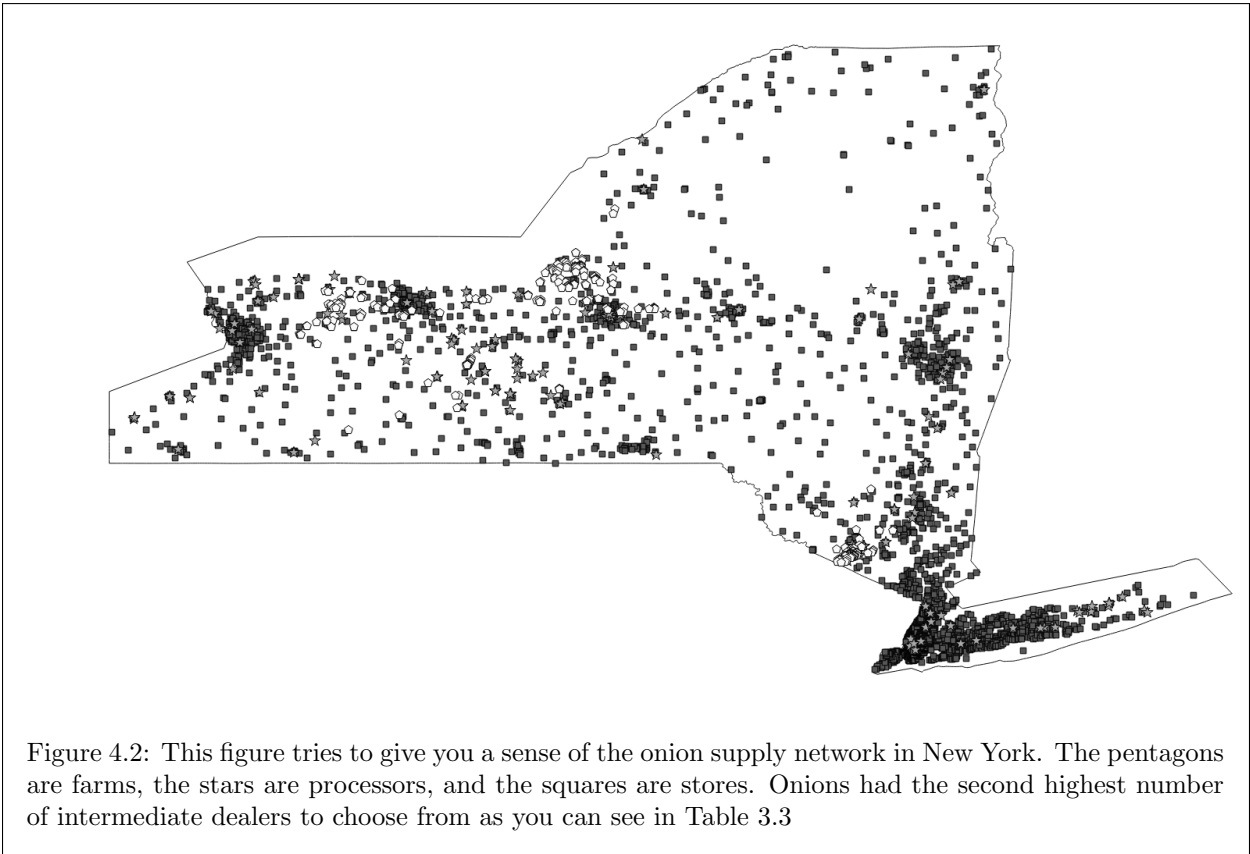 Figure 4.2: This figure tries to give you a sense of the onion supply network in New York. The pentagons
are farms, the stars are processors, and the squares are stores. Onions had the second highest number
of intermediate dealers to choose from as you can see in Table 3.3